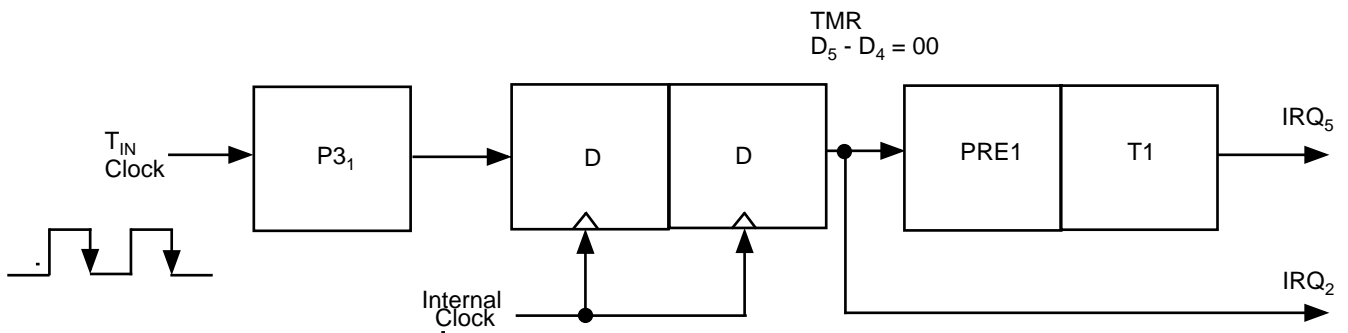 TMR
D5 - D4 = 00
TIN
Clock
P31
D
D
PRE1
T1
IRQ5
Internal
Clock
IRQ2